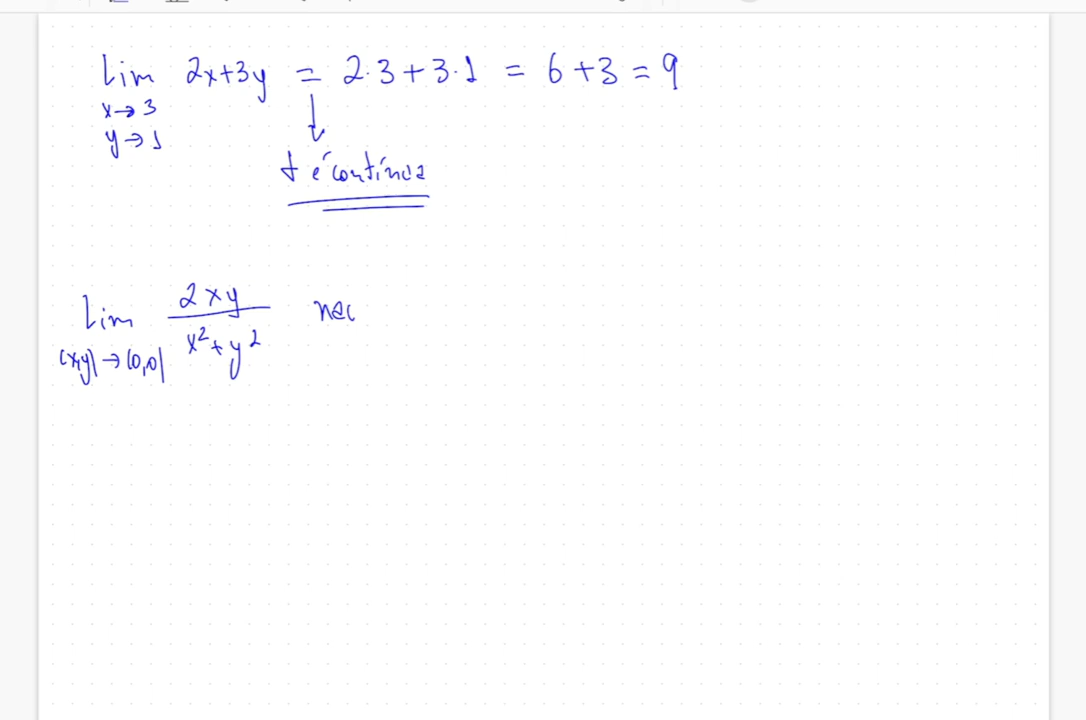 lim 2x+3y = 2·3+3·1 = 6+3=9
x→3
y→1
f é contínua
lim 2xy / x²+y² nec
(x,y)→(0,0)